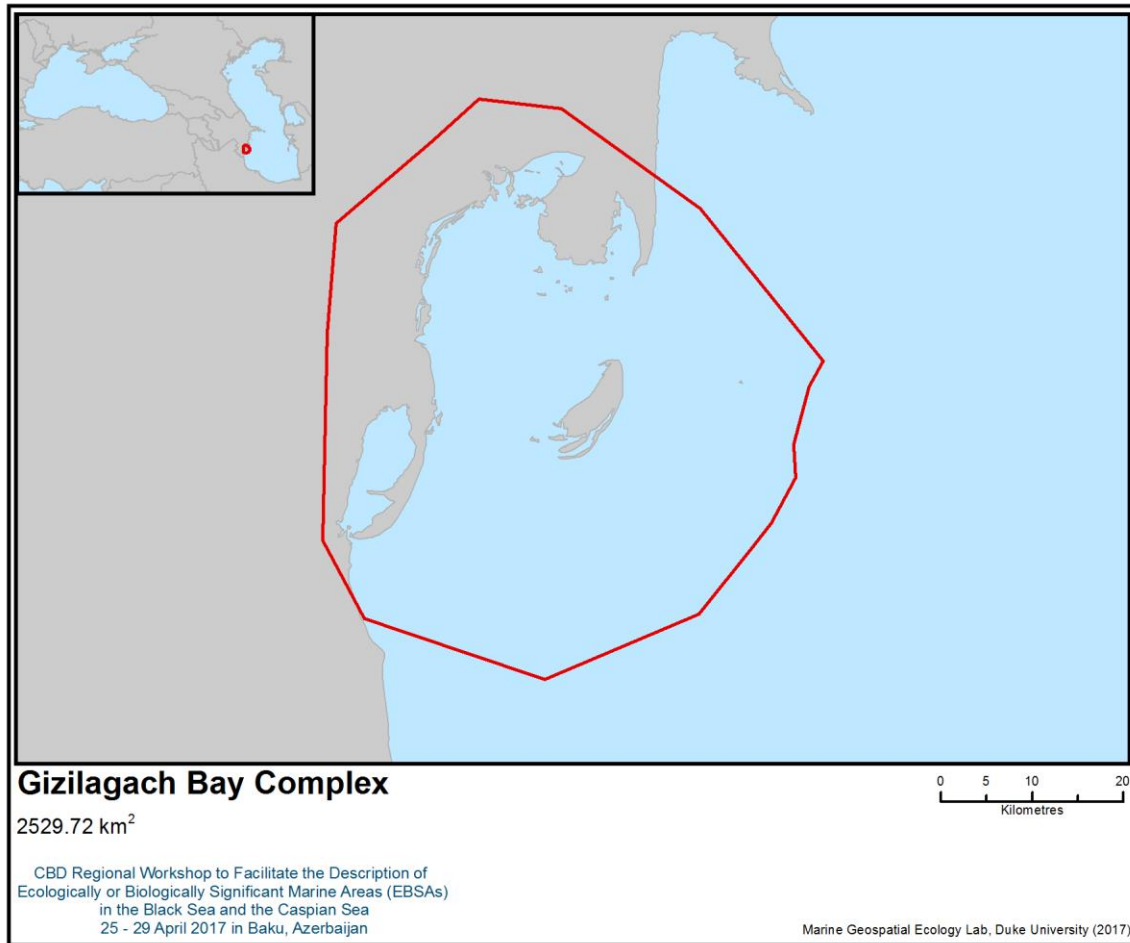 Gizilagach Bay Complex
2529.72 km²
0 5 10 20
Kilometres
CBD Regional Workshop to Facilitate the Description of
Ecologically or Biologically Significant Marine Areas (EBSAs)
in the Black Sea and the Caspian Sea
25 - 29 April 2017 in Baku, Azerbaijan
Marine Geospatial Ecology Lab, Duke University (2017)